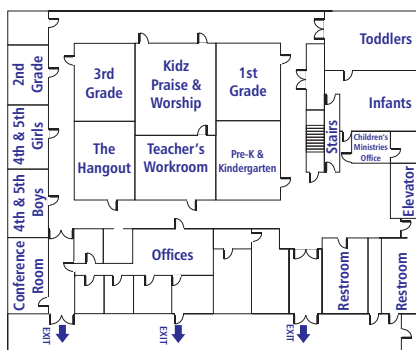 Toddlers
2nd
Grade
3rd
Grade
Kidz
Praise &
Worship
1st
Grade
Infants
4th & 5th
Girls
The
Hangout
Teacher's
Workroom
Pre-K &
Kindergarten
Stairs
Children's
Ministries
Office
4th & 5th
Boys
Elevator
Conference
Room
Offices
Restroom
Restroom
EXIT
EXIT
EXIT